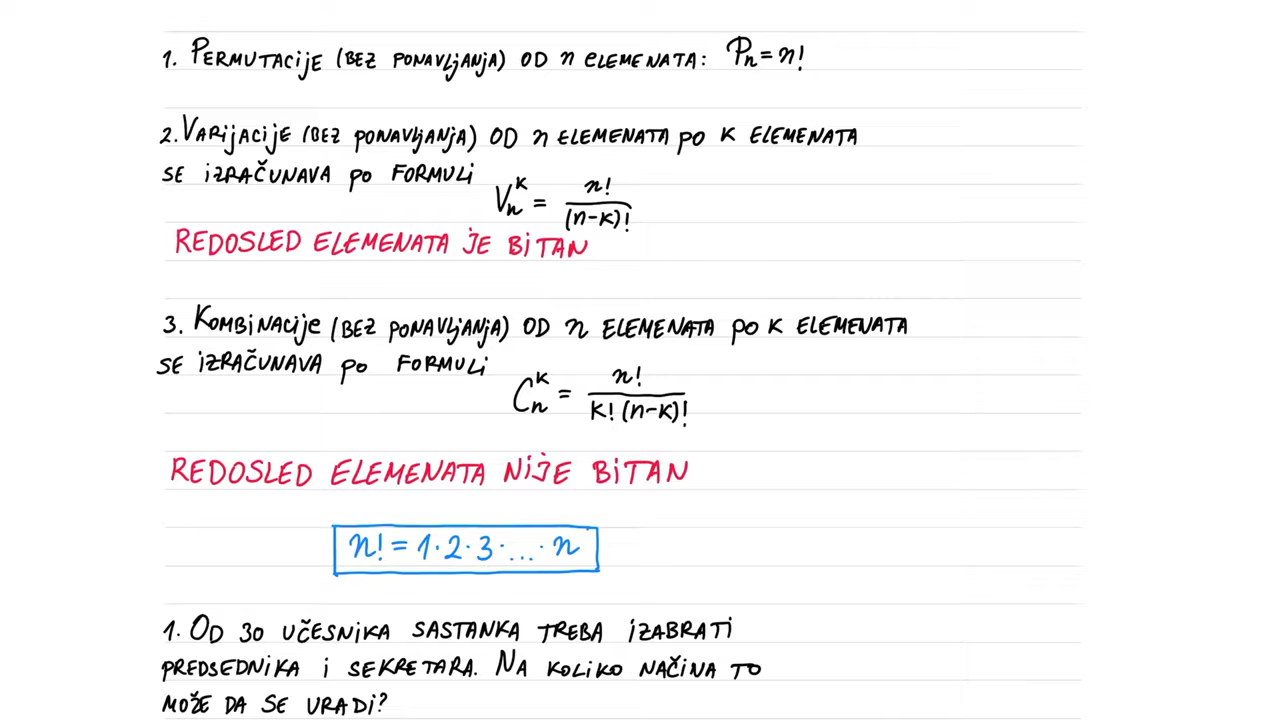 1. PERMUTACIJE (BEZ PONAVLJANJA) OD n ELEMENATA: Pn = n!
2. VARIJACIJE (BEZ PONAVLJANJA) OD n ELEMENATA PO K ELEMENATA
SE IZRAČUNAVA PO FORMULI V_n^K = n!/(n-K)!
REDOSLED ELEMENATA JE BITAN
3. KOMBINACIJE (BEZ PONAVLJANJA) OD n ELEMENATA PO K ELEMENATA
SE IZRAČUNAVA PO FORMULI C_n^K = n!/K!(n-K)!
REDOSLED ELEMENATA NIJE BITAN
n! = 1·2·3·...·n
1. OD 30 UČESNIKA SASTANKA TREBA IZABRATI
PREDSEDNIKA I SEKRETARA. NA KOLIKO NAČINA TO
MOŽE DA SE URADI?